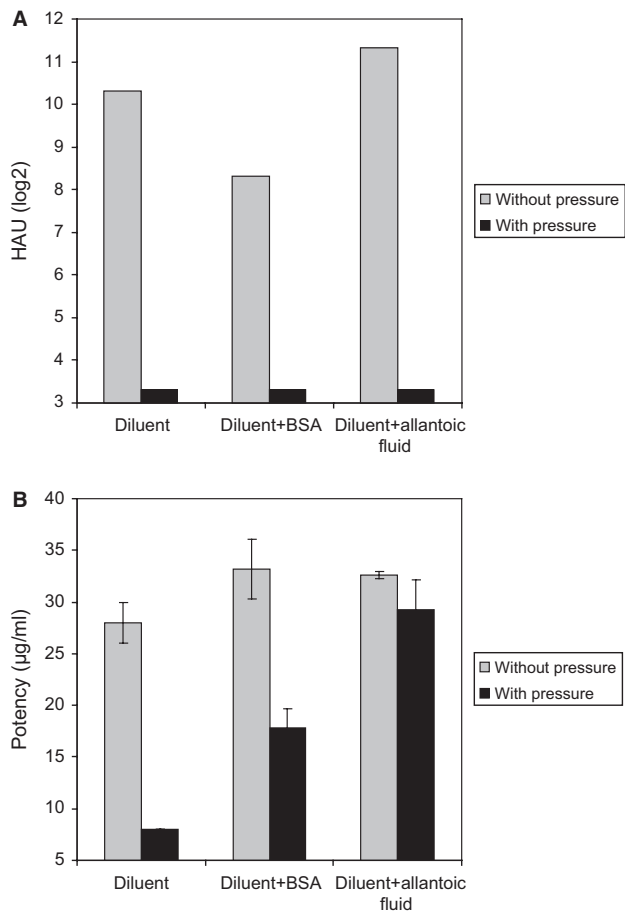 A
12
11
10
9
8
7
6
5
4
3
HAU (log2)
Diluent
Diluent+BSA
Diluent+allantoic
fluid
Without pressure
With pressure
B
40
35
30
25
20
15
10
5
Potency (µg/ml)
Diluent
Diluent+BSA
Diluent+allantoic
fluid
Without pressure
With pressure